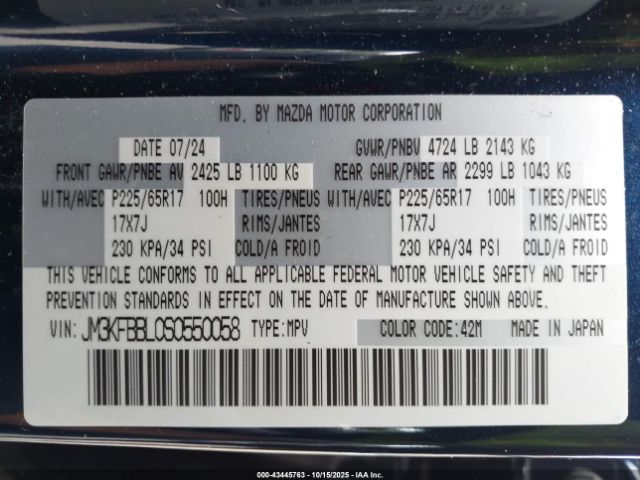 MFD. BY MAZDA MOTOR CORPORATION
DATE 07/24 GVWR/PNBV 4724 LB 2143 KG
FRONT GAWR/PNBE AV 2425 LB 1100 KG REAR GAWR/PNBE AR 2299 LB 1043 KG
WITH/AVEC P225/65R17 100H TIRES/PNEUS WITH/AVEC P225/65R17 100H TIRES/PNEUS
17X7J RIMS/JANTES 17X7J RIMS/JANTES
230 KPA/34 PSI COLD/A FROID 230 KPA/34 PSI COLD/A FROID
THIS VEHICLE CONFORMS TO ALL APPLICABLE FEDERAL MOTOR VEHICLE SAFETY AND THEFT
PREVENTION STANDARDS IN EFFECT ON THE DATE OF MANUFACTURE SHOWN ABOVE.
VIN: JM3KFBBL0S0550058 TYPE:MPV COLOR CODE:42M MADE IN JAPAN
000-43445763 - 10/15/2025 - IAA Inc.